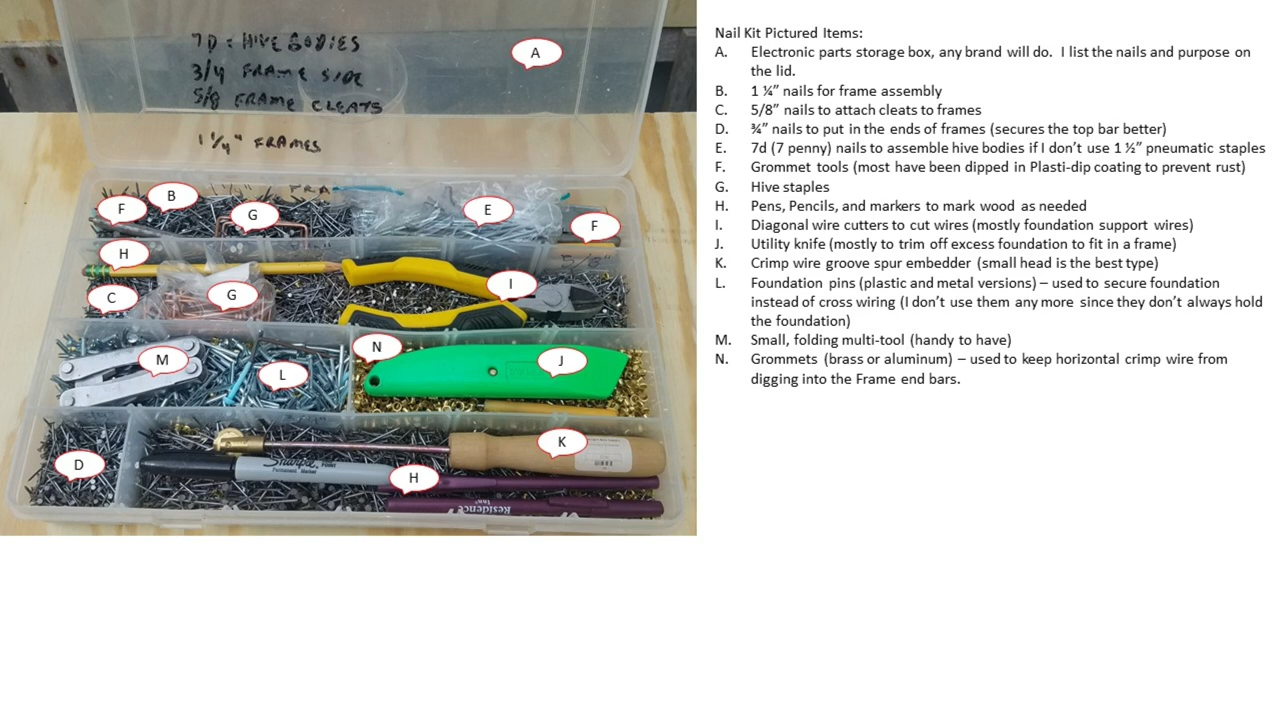 7D = HIVE BODIES
3/4 FRAME SIDE
5/8 FRAME CLEATS
1 1/4" FRAMES
A
B
F
G
E
F
H
5/8"
C
G
I
M
L
N
J
D
K
Sharpie
Permanent Marker
H
Residence
Inn
Nail Kit Pictured Items:
A. Electronic parts storage box, any brand will do. I list the nails and purpose on
the lid.
B. 1 ¼” nails for frame assembly
C. 5/8” nails to attach cleats to frames
D. ¾” nails to put in the ends of frames (secures the top bar better)
E. 7d (7 penny) nails to assemble hive bodies if I don’t use 1 ½” pneumatic staples
F. Grommet tools (most have been dipped in Plasti-dip coating to prevent rust)
G. Hive staples
H. Pens, Pencils, and markers to mark wood as needed
I. Diagonal wire cutters to cut wires (mostly foundation support wires)
J. Utility knife (mostly to trim off excess foundation to fit in a frame)
K. Crimp wire groove spur embedder (small head is the best type)
L. Foundation pins (plastic and metal versions) – used to secure foundation
instead of cross wiring (I don’t use them any more since they don’t always hold
the foundation)
M. Small, folding multi-tool (handy to have)
N. Grommets (brass or aluminum) – used to keep horizontal crimp wire from
digging into the Frame end bars.